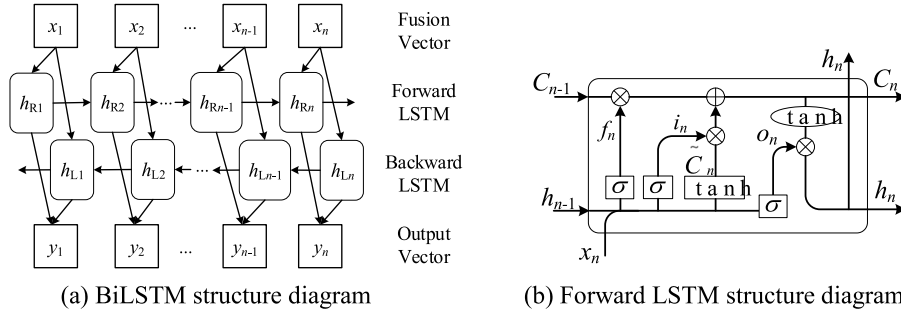 x1 x2 ... xn-1 xn Fusion Vector
hR1 hR2 ... hRn-1 hRn Forward LSTM
hL1 hL2 ... hLn-1 hLn Backward LSTM
y1 y2 ... yn-1 yn Output Vector
(a) BiLSTM structure diagram
hn
Cn-1 Cn
tanh
fn in on
C̃n
σ σ tanh σ
hn-1 hn
xn
(b) Forward LSTM structure diagram